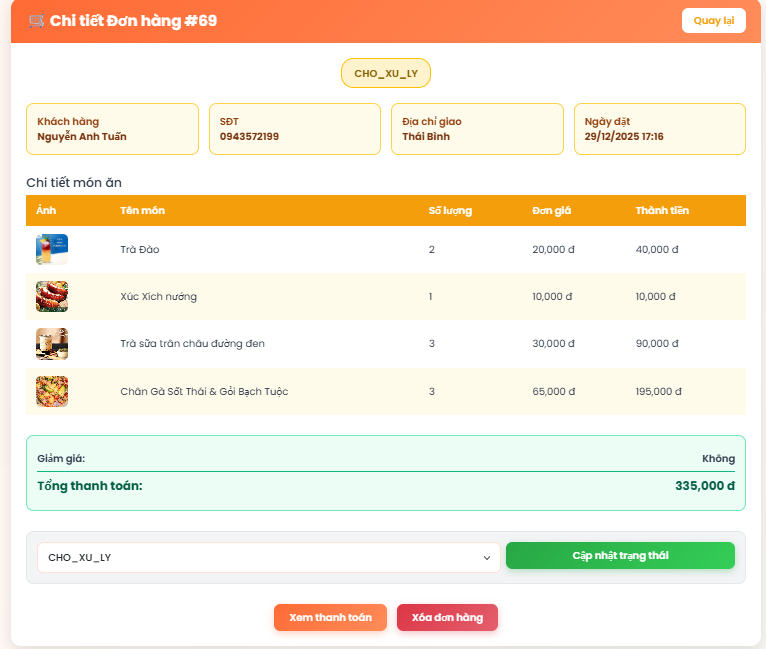 Chi tiết Đơn hàng #69
Quay lại
CHO_XU_LY
Khách hàng
Nguyễn Anh Tuấn
SĐT
0943572199
Địa chỉ giao
Thái Bình
Ngày đặt
29/12/2025 17:16
Chi tiết món ăn
Ảnh Tên món Số lượng Đơn giá Thành tiền
Trà Đào 2 20,000 đ 40,000 đ
Xúc Xích nướng 1 10,000 đ 10,000 đ
Trà sữa trân châu đường đen 3 30,000 đ 90,000 đ
Chân Gà Sốt Thái & Gỏi Bạch Tuộc 3 65,000 đ 195,000 đ
Giảm giá: Không
Tổng thanh toán: 335,000 đ
CHO_XU_LY
Cập nhật trạng thái
Xem thanh toán
Xóa đơn hàng